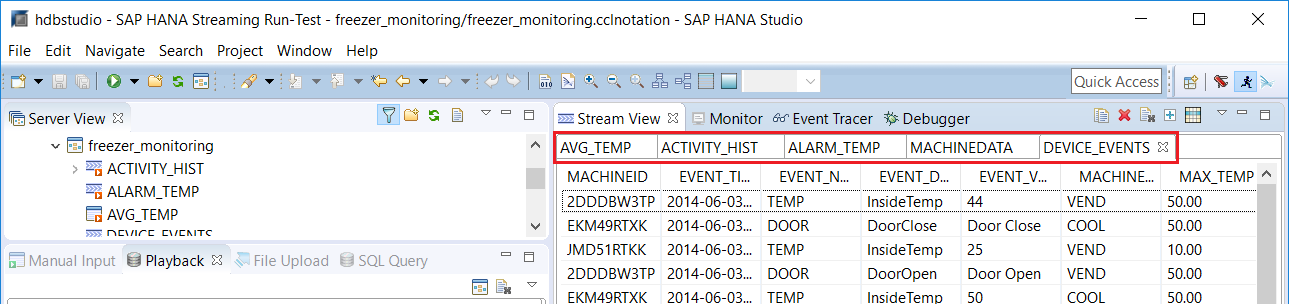 hdbstudio - SAP HANA Streaming Run-Test - freezer_monitoring/freezer_monitoring.cclnotation - SAP HANA Studio
File Edit Navigate Search Project Window Help
Quick Access
Server View
freezer_monitoring
ACTIVITY_HIST
ALARM_TEMP
AVG_TEMP
DEVICE_EVENTS
Manual Input Playback File Upload SQL Query
Stream View Monitor Event Tracer Debugger
AVG_TEMP ACTIVITY_HIST ALARM_TEMP MACHINEDATA DEVICE_EVENTS
MACHINEID EVENT_TI... EVENT_N... EVENT_D... EVENT_V... MACHINE... MAX_TEMP
2DDDBW3TP 2014-06-03... TEMP InsideTemp 44 VEND 50.00
EKM49RTXK 2014-06-03... DOOR DoorClose Door Close COOL 50.00
JMD51RTKK 2014-06-03... TEMP InsideTemp 25 VEND 10.00
2DDDBW3TP 2014-06-03... DOOR DoorOpen Door Open VEND 50.00
EKM49RTXK 2014-06-03... TEMP InsideTemp 50 COOL 50.00